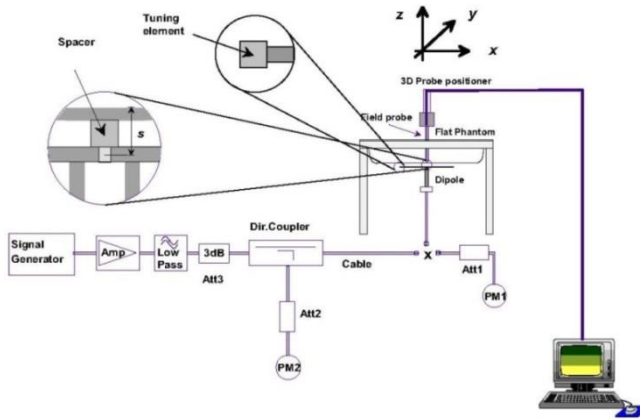 Tuning
element
Spacer
s
z
y
x
3D Probe positioner
Field probe
Flat Phantom
Dipole
Dir.Coupler
Signal
Generator
Amp
Low
Pass
3dB
Att3
Cable
x
Att1
PM1
Att2
PM2